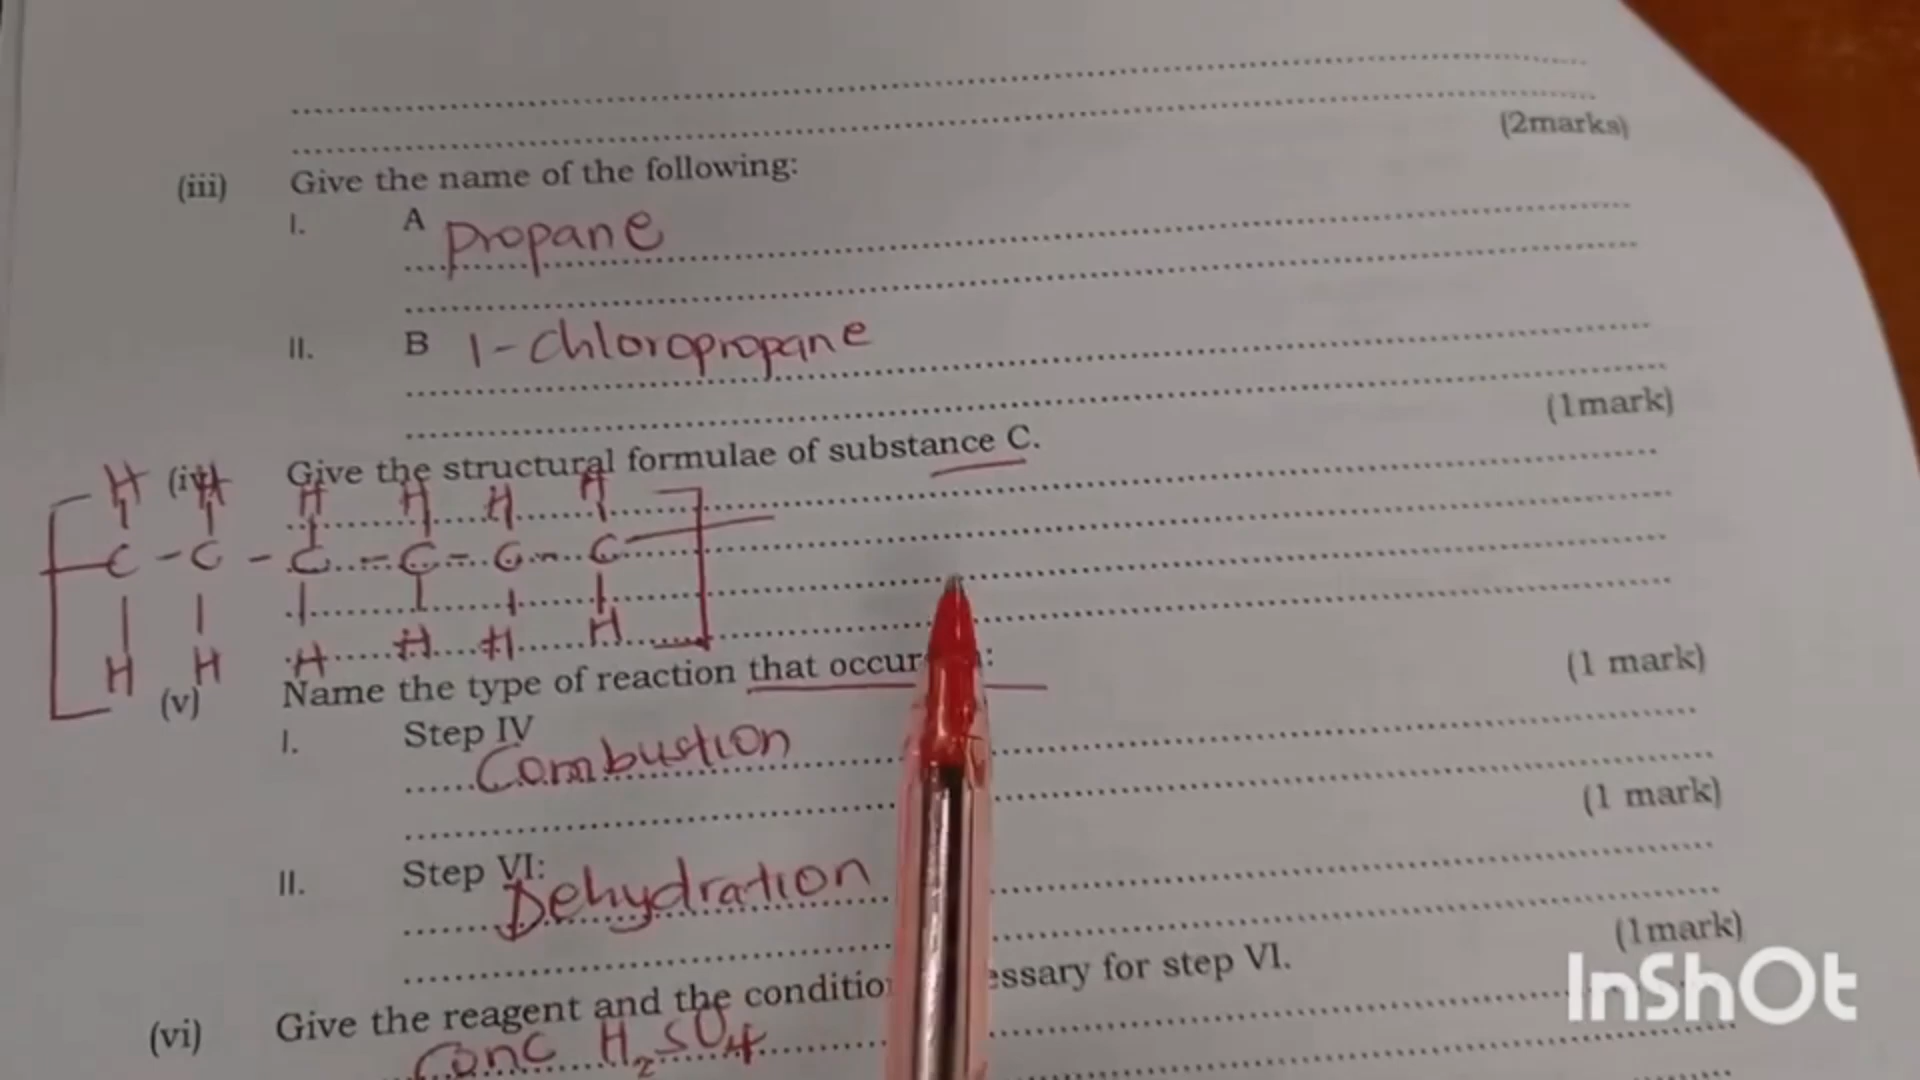 (2marks)
(iii) Give the name of the following:
I. A propane
II. B 1-chloropropane
(1mark)
(iv) Give the structural formulae of substance C.
H H H H H H
C - C - C - C - C - C
H H H H H H
(1 mark)
(v) Name the type of reaction that occur
I. Step IV
Combustion
(1 mark)
II. Step VI:
Dehydration
(1mark)
(vi) Give the reagent and the condition essary for step VI.
Conc H2SO4
InShOt